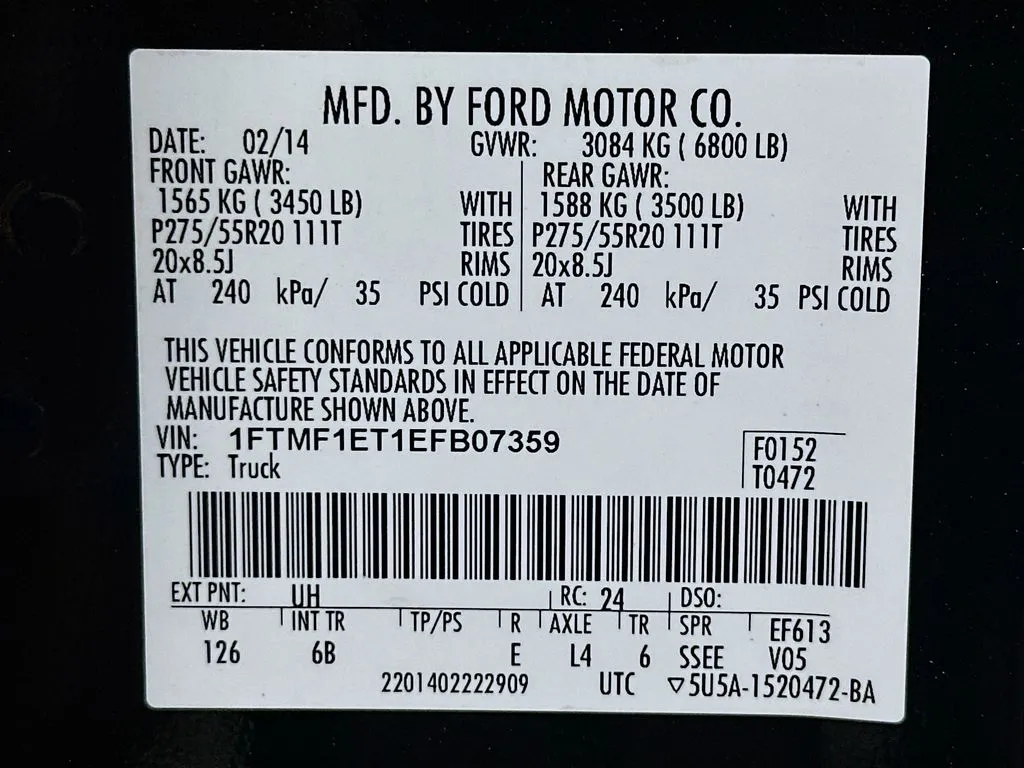 MFD. BY FORD MOTOR CO.
DATE: 02/14 GVWR: 3084 KG ( 6800 LB)
FRONT GAWR: REAR GAWR:
1565 KG ( 3450 LB) WITH 1588 KG ( 3500 LB) WITH
P275/55R20 111T TIRES P275/55R20 111T TIRES
20x8.5J RIMS 20x8.5J RIMS
AT 240 kPa/ 35 PSI COLD AT 240 kPa/ 35 PSI COLD
THIS VEHICLE CONFORMS TO ALL APPLICABLE FEDERAL MOTOR
VEHICLE SAFETY STANDARDS IN EFFECT ON THE DATE OF
MANUFACTURE SHOWN ABOVE.
VIN: 1FTMF1ET1EFB07359 F0152
TYPE: Truck T0472
EXT PNT: UH RC: 24 DSO:
WB INT TR TP/PS R AXLE TR SPR EF613
126 6B E L4 6 SSEE V05
2201402222909 UTC ▽5U5A-1520472-BA